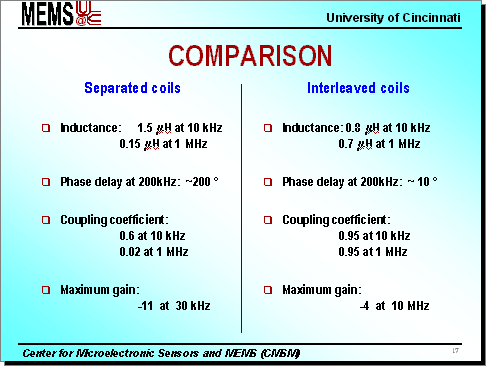 MEMS UC @
University of Cincinnati
COMPARISON
Separated coils
Inductance: 1.5 μH at 10 kHz
0.15 μH at 1 MHz
Phase delay at 200kHz: ~200 °
Coupling coefficient:
0.6 at 10 kHz
0.02 at 1 MHz
Maximum gain:
-11 at 30 kHz
Interleaved coils
Inductance: 0.8 μH at 10 kHz
0.7 μH at 1 MHz
Phase delay at 200kHz: ~ 10 °
Coupling coefficient:
0.95 at 10 kHz
0.95 at 1 MHz
Maximum gain:
-4 at 10 MHz
Center for Microelectronic Sensors and MEMS (CMSM)
17